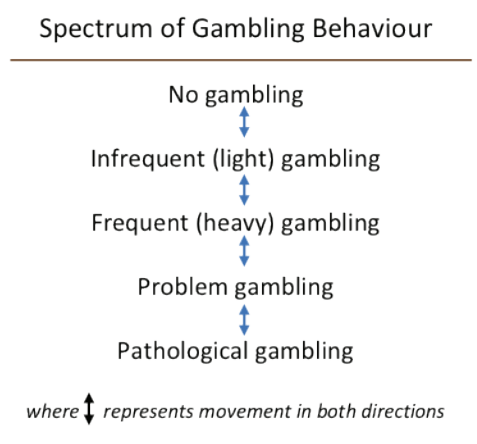 Spectrum of Gambling Behaviour
No gambling
Infrequent (light) gambling
Frequent (heavy) gambling
Problem gambling
Pathological gambling
where ↕ represents movement in both directions